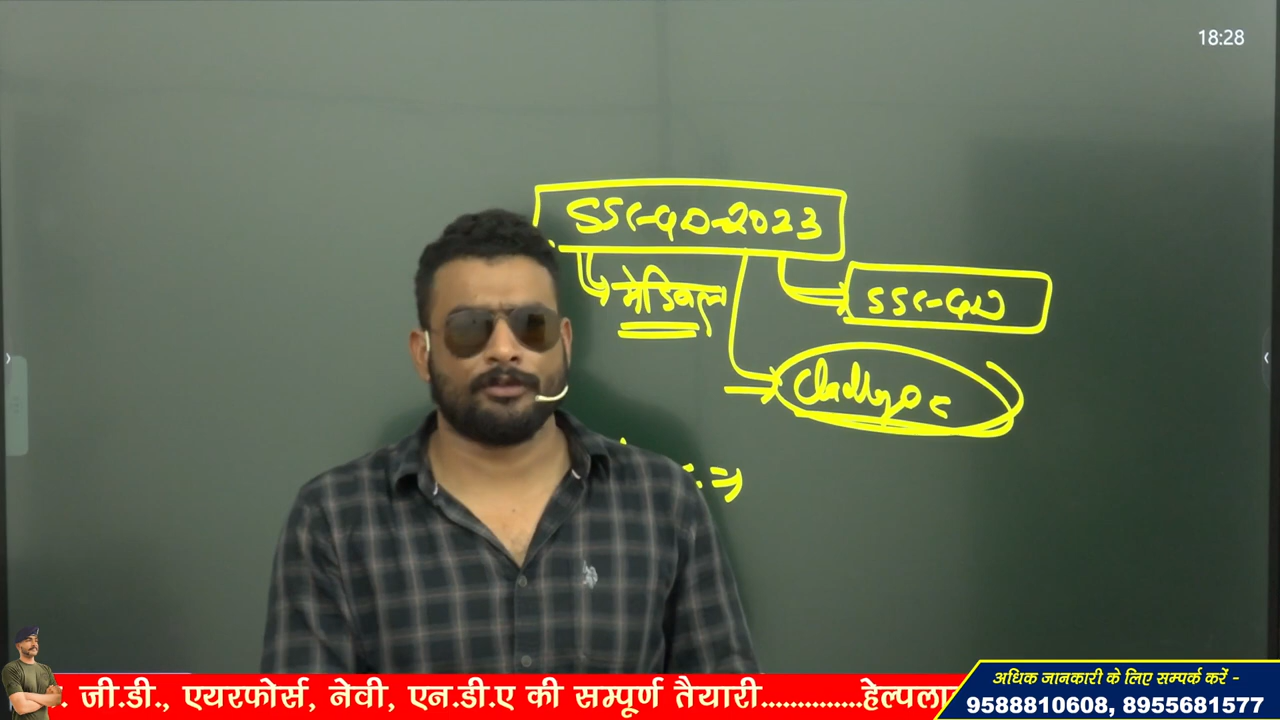 18:28
SSC-GD-2023
मेडिकल
SSC-GD
. जी.डी., एयरफोर्स, नेवी, एन.डी.ए की सम्पूर्ण तैयारी...............हेल्पला
अधिक जानकारी के लिए सम्पर्क करें -
9588810608, 8955681577